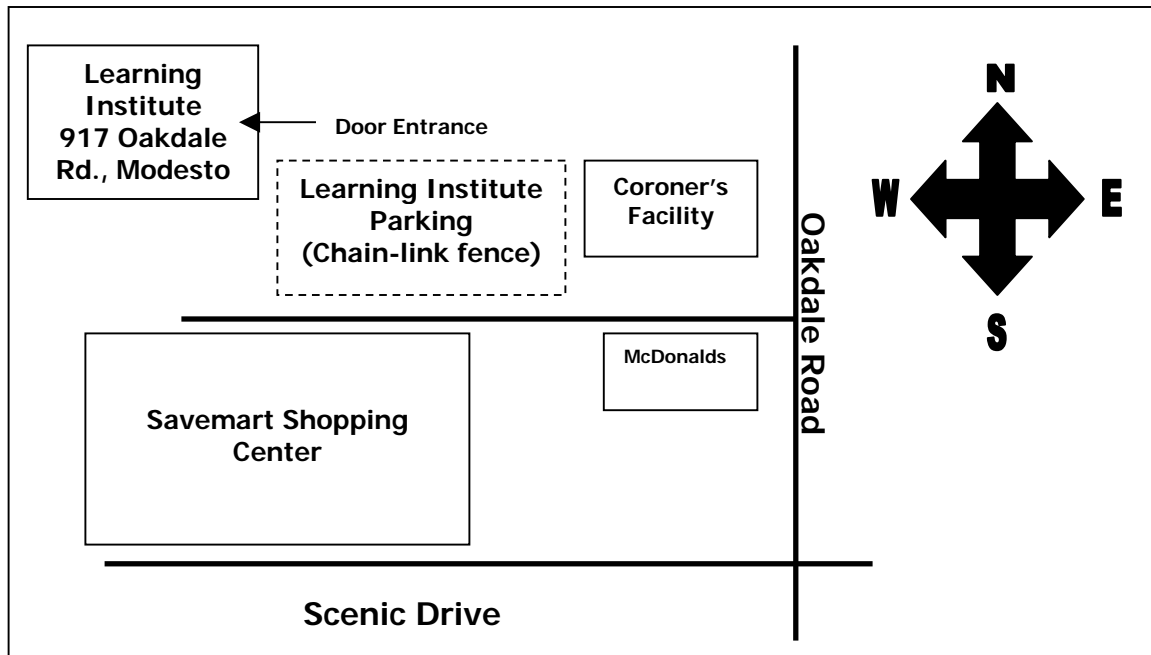 Learning
Institute
917 Oakdale
Rd., Modesto
Door Entrance
Learning Institute
Parking
(Chain-link fence)
Coroner's
Facility
Oakdale Road
N
W
E
S
McDonalds
Savemart Shopping
Center
Scenic Drive